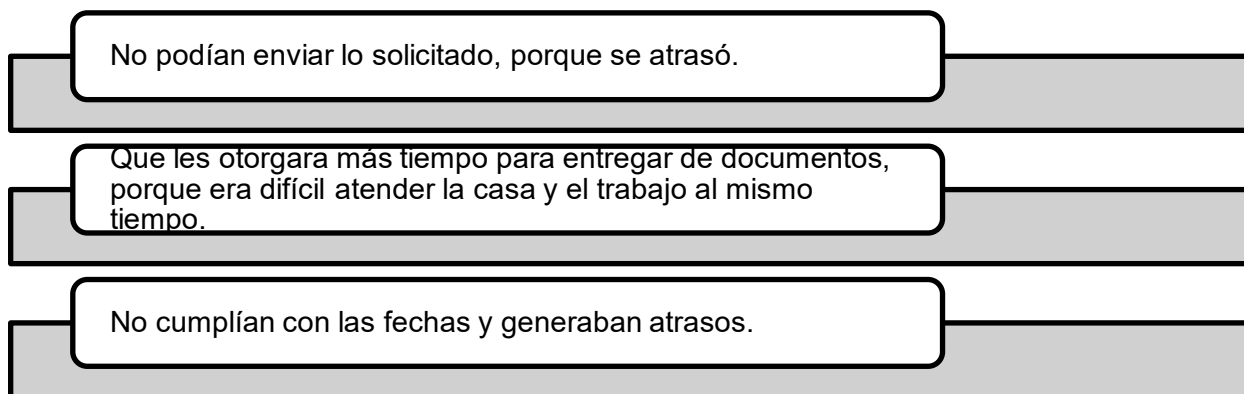 No podían enviar lo solicitado, porque se atrasó.
Que les otorgara más tiempo para entregar de documentos,
porque era difícil atender la casa y el trabajo al mismo
tiempo.
No cumplían con las fechas y generaban atrasos.